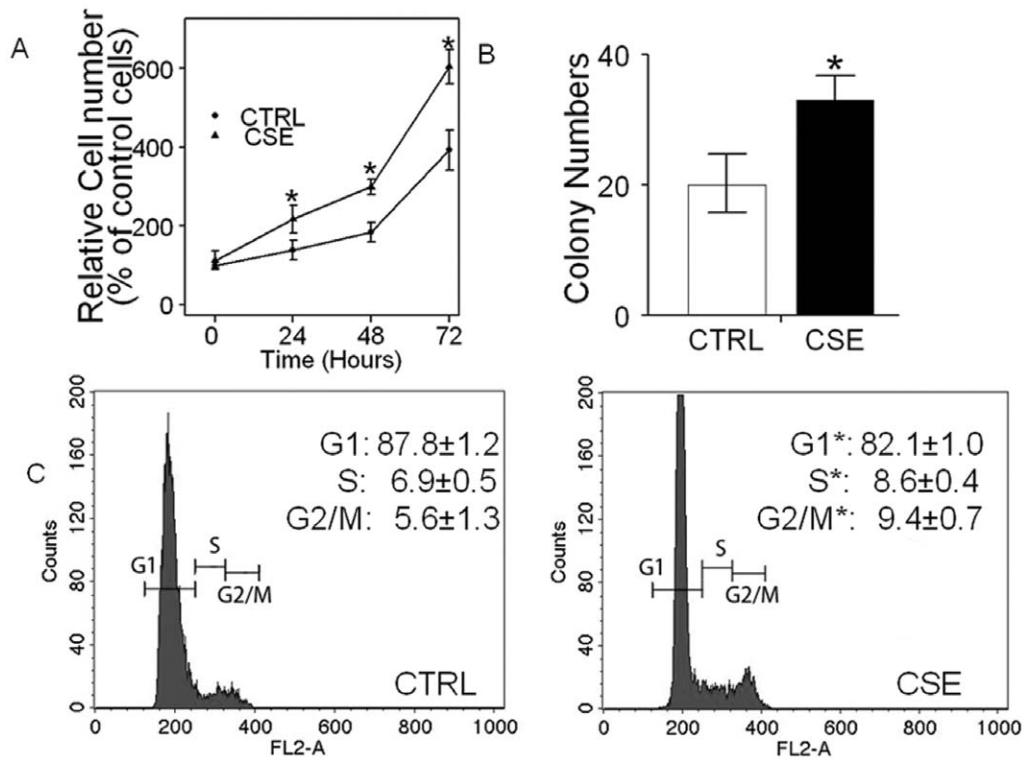 A
Relative Cell number
(% of control cells)
600
400
200
0
CTRL
CSE
*
*
*
0 24 48 72
Time (Hours)
B
Colony Numbers
40
20
0
*
CTRL CSE
C
Counts
200
160
120
80
40
0
G1: 87.8±1.2
S: 6.9±0.5
G2/M: 5.6±1.3
S
G1
G2/M
CTRL
0 200 400 600 800 1000
FL2-A
Counts
200
160
120
80
40
0
G1*: 82.1±1.0
S*: 8.6±0.4
G2/M*: 9.4±0.7
S
G1
G2/M
CSE
0 200 400 600 800 1000
FL2-A